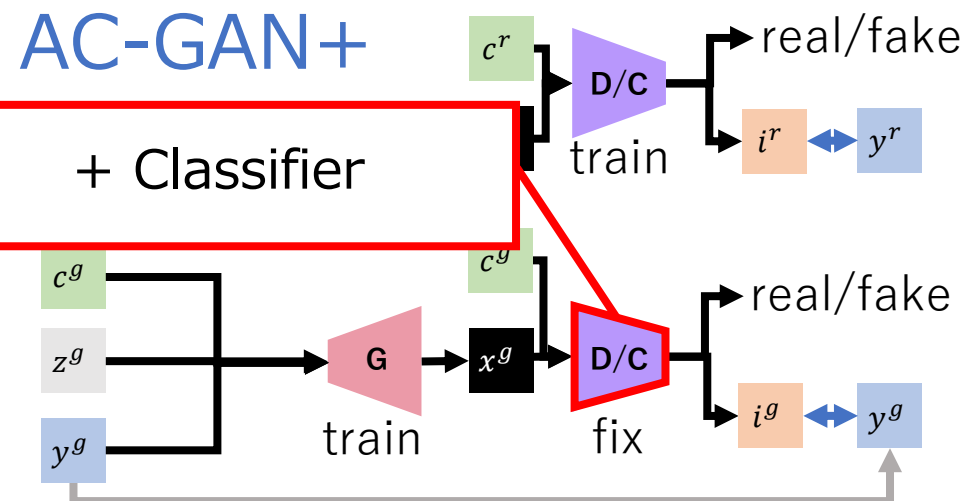 AC-GAN+
c^r
D/C
real/fake
train
i^r
y^r
+ Classifier
c^g
c^g
z^g
y^g
G
train
x^g
D/C
fix
real/fake
i^g
y^g